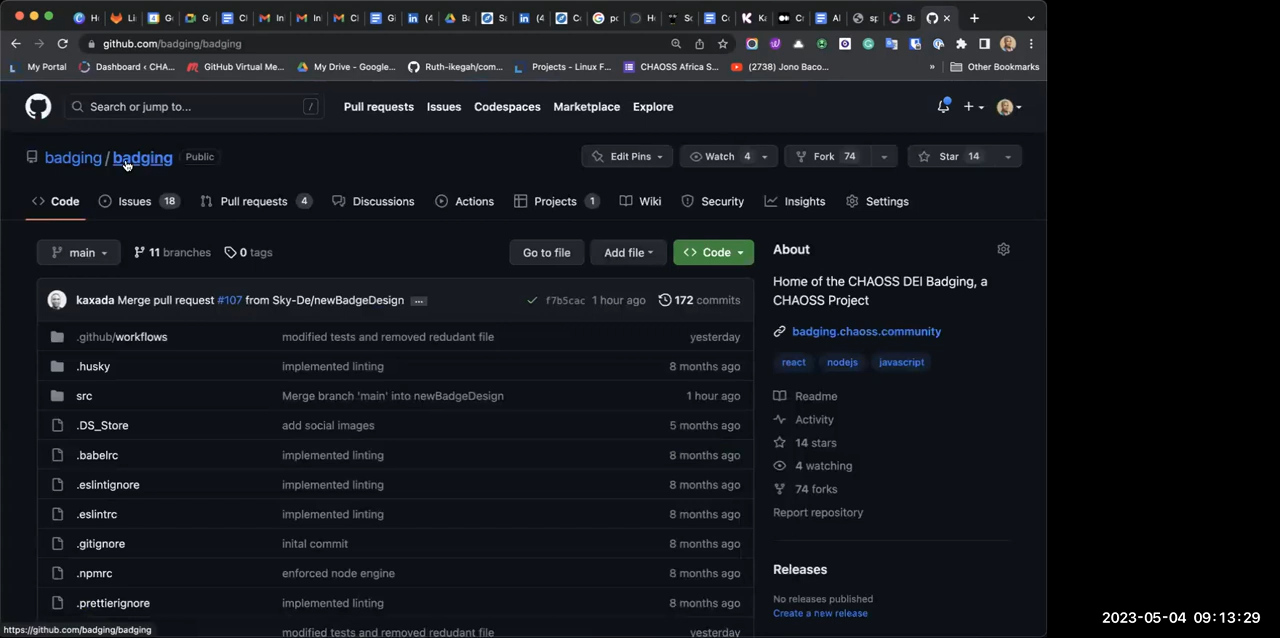 github.com/badging/badging
My Portal
Dashboard < CHA...
GitHub Virtual Me...
My Drive - Google...
Ruth-ikegah/com...
Projects - Linux F...
CHAOSS Africa S...
(2738) Jono Baco...
» Other Bookmarks
Search or jump to... /
Pull requests Issues Codespaces Marketplace Explore
badging / badging Public
Edit Pins Watch 4 Fork 74 Star 14
Code Issues 18 Pull requests 4 Discussions Actions Projects 1 Wiki Security Insights Settings
main 11 branches 0 tags Go to file Add file Code
kaxada Merge pull request #107 from Sky-De/newBadgeDesign ... f7b5cac 1 hour ago 172 commits
.github/workflows modified tests and removed redudant file yesterday
.husky implemented linting 8 months ago
src Merge branch 'main' into newBadgeDesign 1 hour ago
.DS_Store add social images 5 months ago
.babelrc implemented linting 8 months ago
.eslintignore implemented linting 8 months ago
.eslintrc implemented linting 8 months ago
.gitignore inital commit 8 months ago
.npmrc enforced node engine 8 months ago
.prettierignore implemented linting 8 months ago
modified tests and removed redudant file yesterday
About
Home of the CHAOSS DEI Badging, a
CHAOSS Project
badging.chaoss.community
react nodejs javascript
Readme
Activity
14 stars
4 watching
74 forks
Report repository
Releases
No releases published
Create a new release
https://github.com/badging/badging
2023-05-04 09:13:29